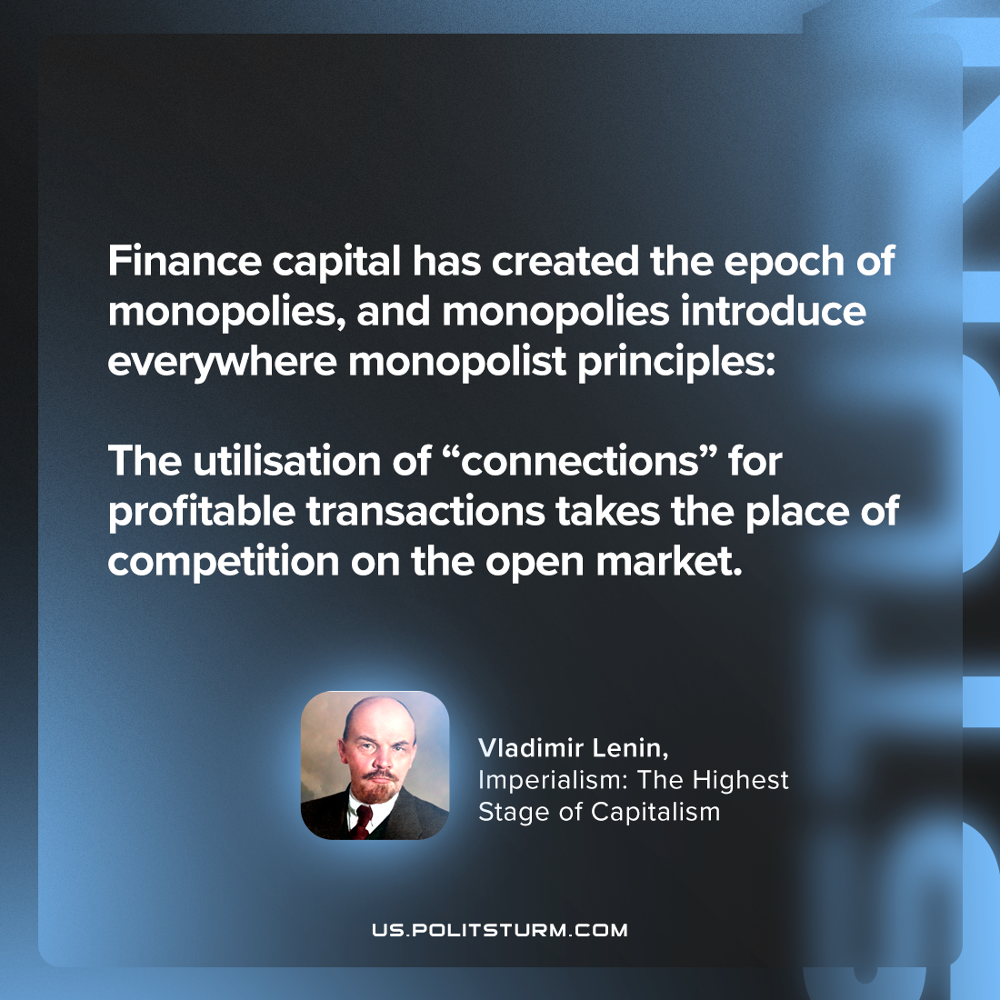 Finance capital has created the epoch of
monopolies, and monopolies introduce
everywhere monopolist principles:
The utilisation of “connections” for
profitable transactions takes the place of
competition on the open market.
Vladimir Lenin,
Imperialism: The Highest
Stage of Capitalism
US.POLITSTURM.COM